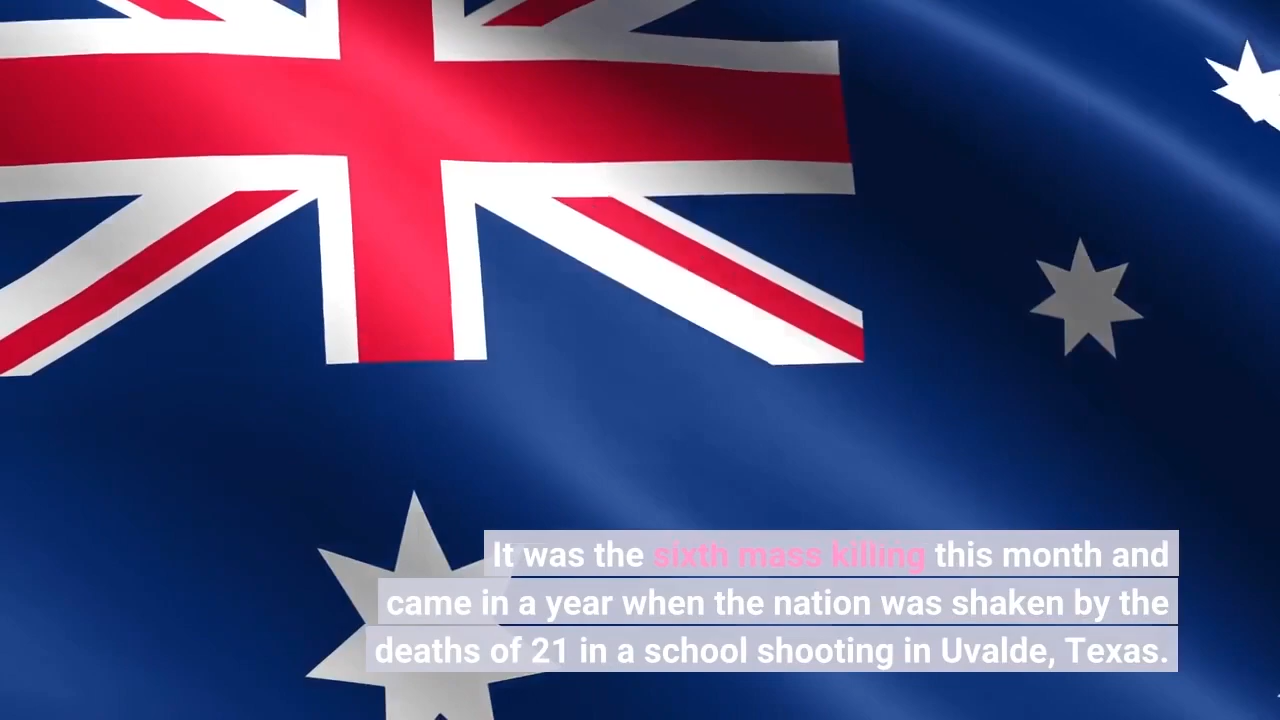 It was the sixth mass killing this month and
came in a year when the nation was shaken by the
deaths of 21 in a school shooting in Uvalde, Texas.